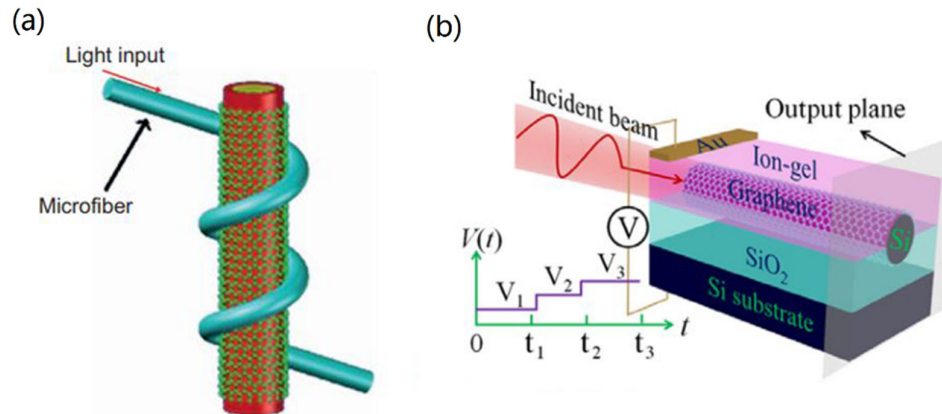 (a)
Light input
Microfiber
(b)
Incident beam
Output plane
Au
Ion-gel
Graphene
Si
V
SiO₂
Si substrate
V(t)
V₁ V₂ V₃
0 t₁ t₂ t₃ t